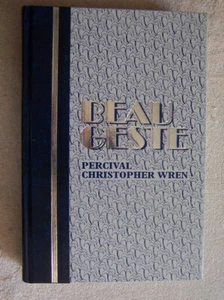 BEAU
GESTE
PERCIVAL
CHRISTOPHER WREN